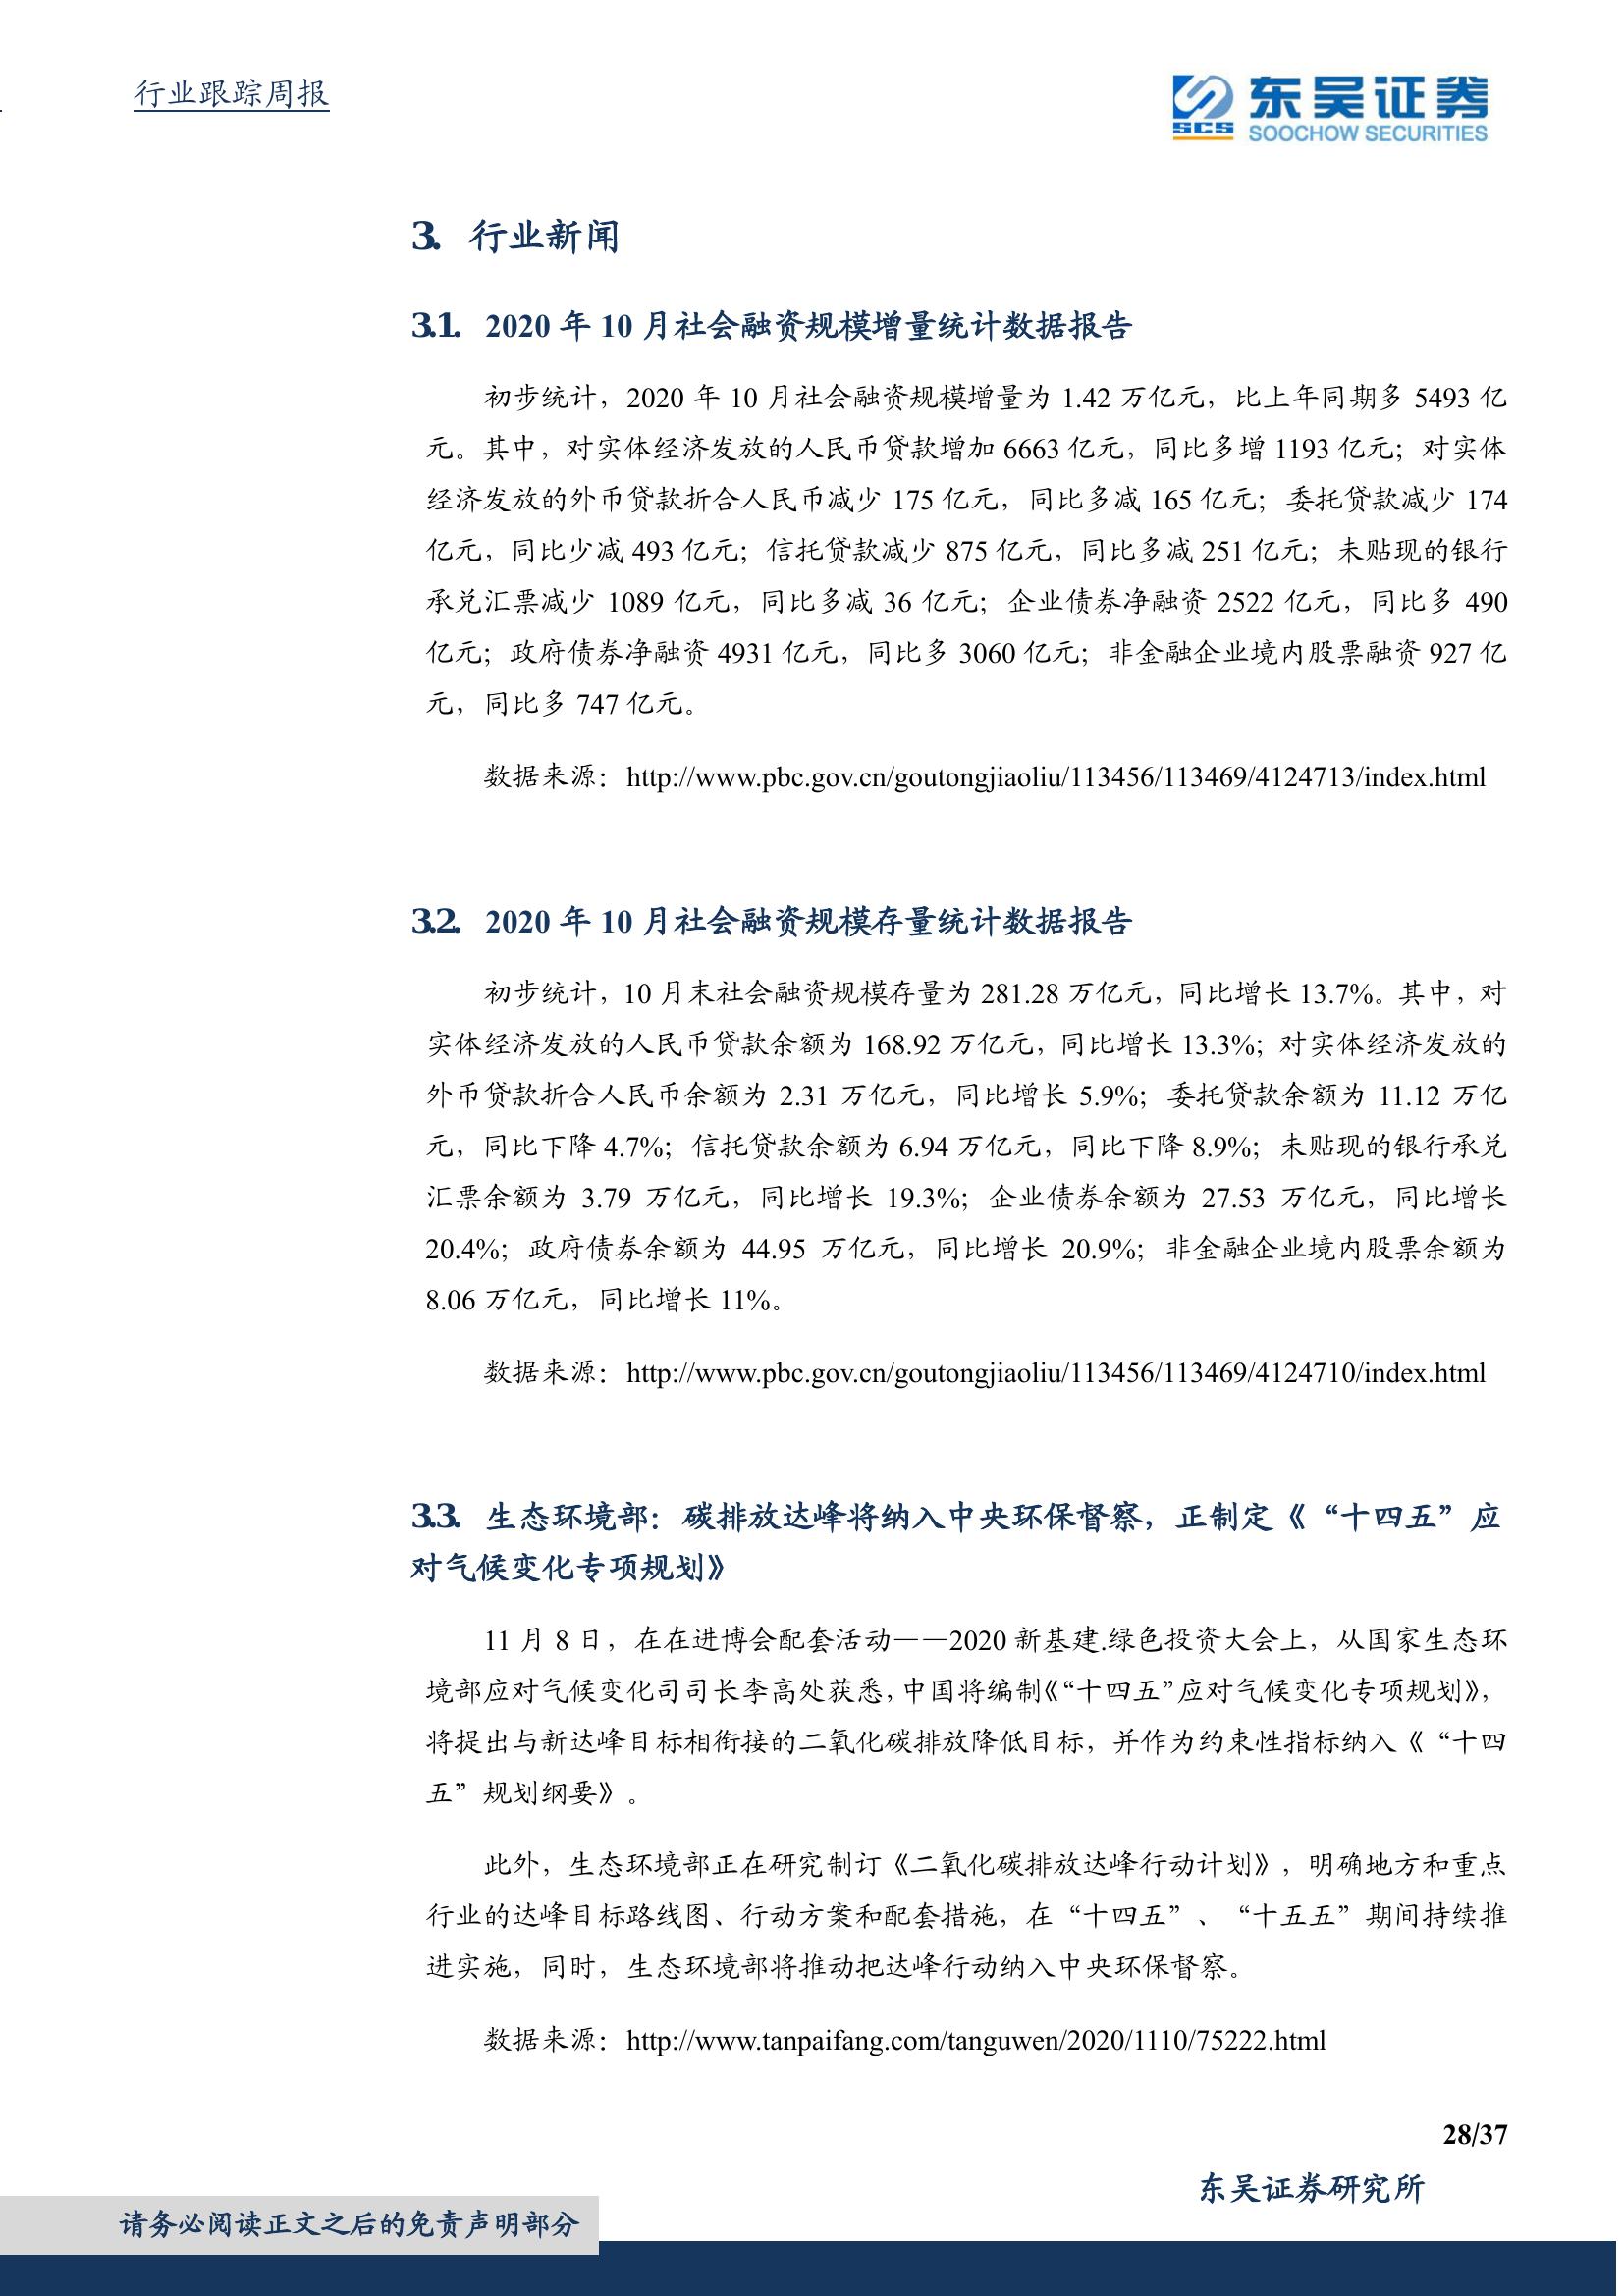 行业跟踪周报
SCS 东吴证券
SOOCHOW SECURITIES
3. 行业新闻
3.1. 2020 年 10 月社会融资规模增量统计数据报告
初步统计，2020 年 10 月社会融资规模增量为 1.42 万亿元，比上年同期多 5493 亿
元。其中，对实体经济发放的人民币贷款增加 6663 亿元，同比多增 1193 亿元；对实体
经济发放的外币贷款折合人民币减少 175 亿元，同比多减 165 亿元；委托贷款减少 174
亿元，同比少减 493 亿元；信托贷款减少 875 亿元，同比多减 251 亿元；未贴现的银行
承兑汇票减少 1089 亿元，同比多减 36 亿元；企业债券净融资 2522 亿元，同比多 490
亿元；政府债券净融资 4931 亿元，同比多 3060 亿元；非金融企业境内股票融资 927 亿
元，同比多 747 亿元。
数据来源：http://www.pbc.gov.cn/goutongjiaoliu/113456/113469/4124713/index.html
3.2. 2020 年 10 月社会融资规模存量统计数据报告
初步统计，10 月末社会融资规模存量为 281.28 万亿元，同比增长 13.7%。其中，对
实体经济发放的人民币贷款余额为 168.92 万亿元，同比增长 13.3%；对实体经济发放的
外币贷款折合人民币余额为 2.31 万亿元，同比增长 5.9%；委托贷款余额为 11.12 万亿
元，同比下降 4.7%；信托贷款余额为 6.94 万亿元，同比下降 8.9%；未贴现的银行承兑
汇票余额为 3.79 万亿元，同比增长 19.3%；企业债券余额为 27.53 万亿元，同比增长
20.4%；政府债券余额为 44.95 万亿元，同比增长 20.9%；非金融企业境内股票余额为
8.06 万亿元，同比增长 11%。
数据来源：http://www.pbc.gov.cn/goutongjiaoliu/113456/113469/4124710/index.html
3.3. 生态环境部：碳排放达峰将纳入中央环保督察，正制定《“十四五”应
对气候变化专项规划》
11 月 8 日，在在进博会配套活动——2020 新基建.绿色投资大会上，从国家生态环
境部应对气候变化司司长李高处获悉，中国将编制《“十四五”应对气候变化专项规划》，
将提出与新达峰目标相衔接的二氧化碳排放降低目标，并作为约束性指标纳入《“十四
五”规划纲要》。
此外，生态环境部正在研究制订《二氧化碳排放达峰行动计划》，明确地方和重点
行业的达峰目标路线图、行动方案和配套措施，在“十四五”、“十五五”期间持续推
进实施，同时，生态环境部将推动把达峰行动纳入中央环保督察。
数据来源：http://www.tanpaifang.com/tanguwen/2020/1110/75222.html
28/37
东吴证券研究所
请务必阅读正文之后的免责声明部分